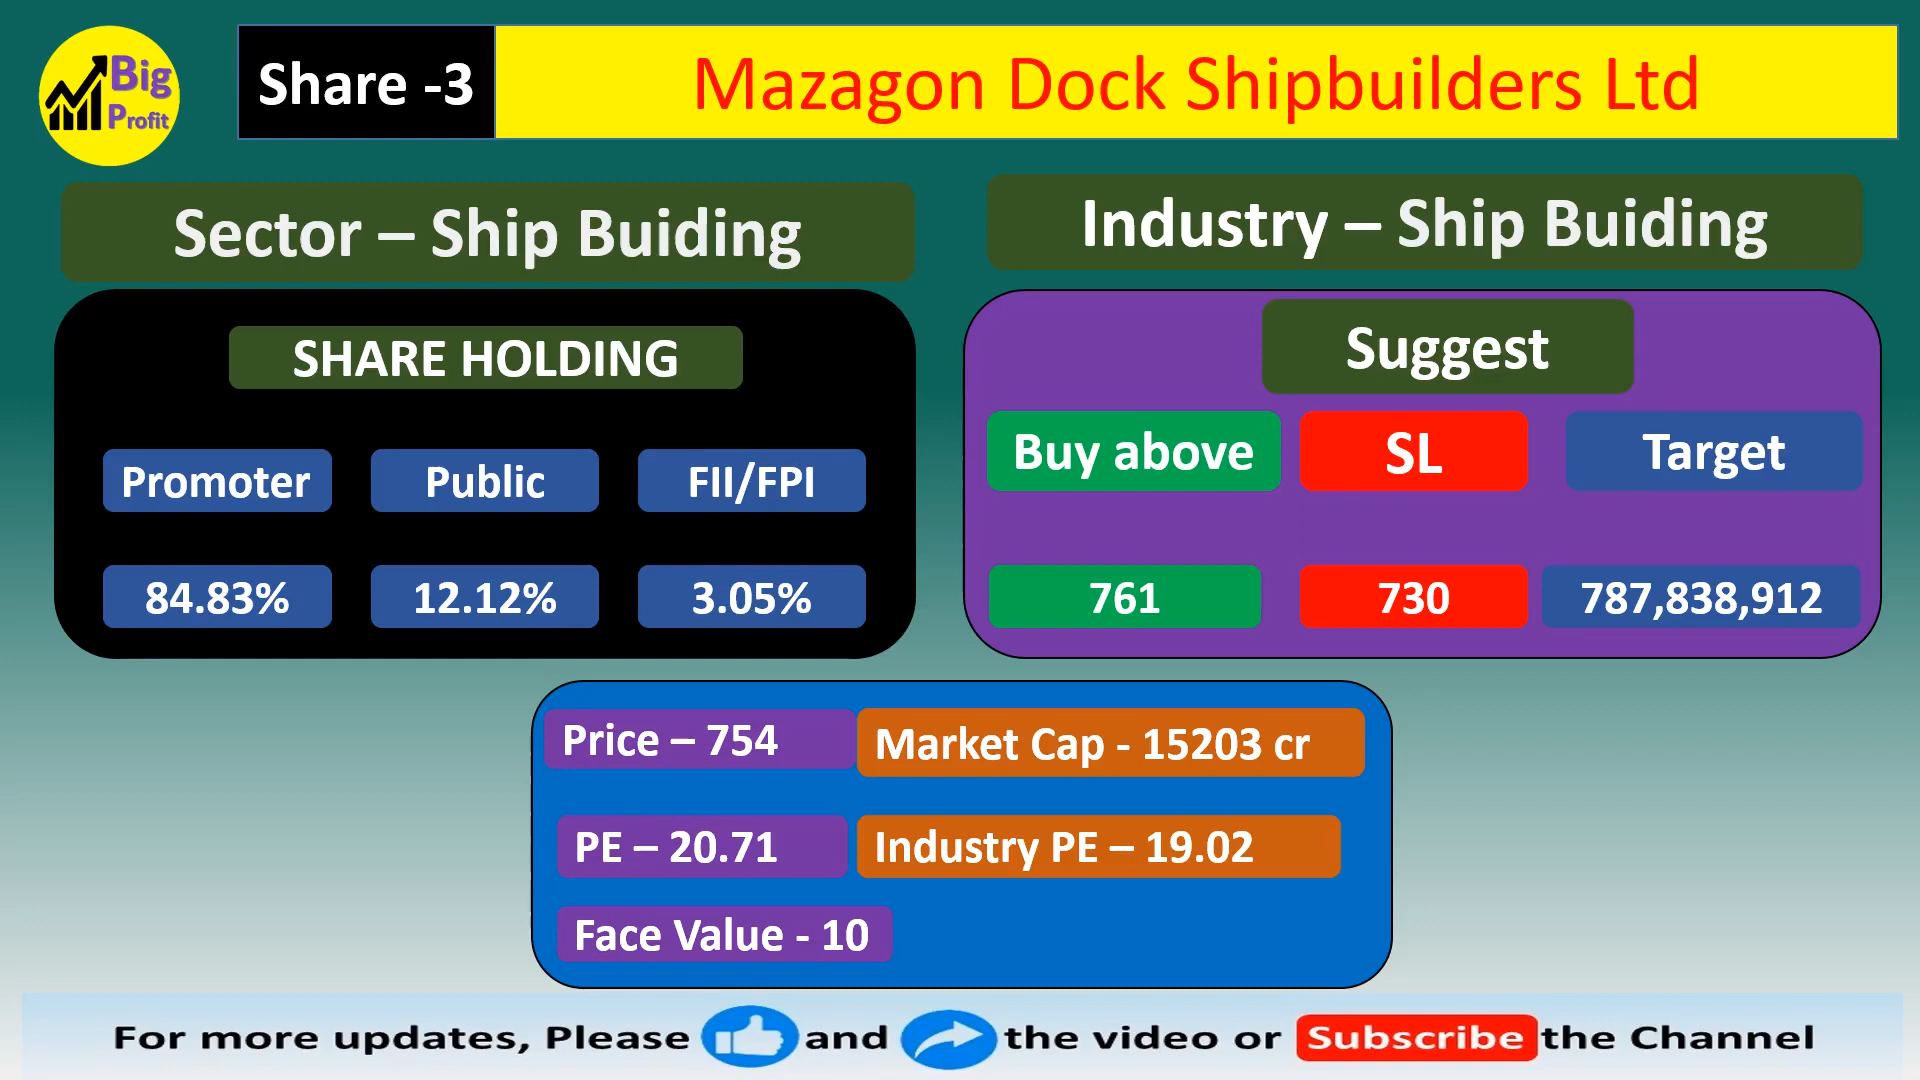 Big
Profit
Share -3
Mazagon Dock Shipbuilders Ltd
Sector – Ship Buiding
Industry – Ship Buiding
SHARE HOLDING
Promoter
Public
FII/FPI
84.83%
12.12%
3.05%
Suggest
Buy above
SL
Target
761
730
787,838,912
Price – 754
Market Cap - 15203 cr
PE – 20.71
Industry PE – 19.02
Face Value - 10
For more updates, Please and the video or Subscribe the Channel